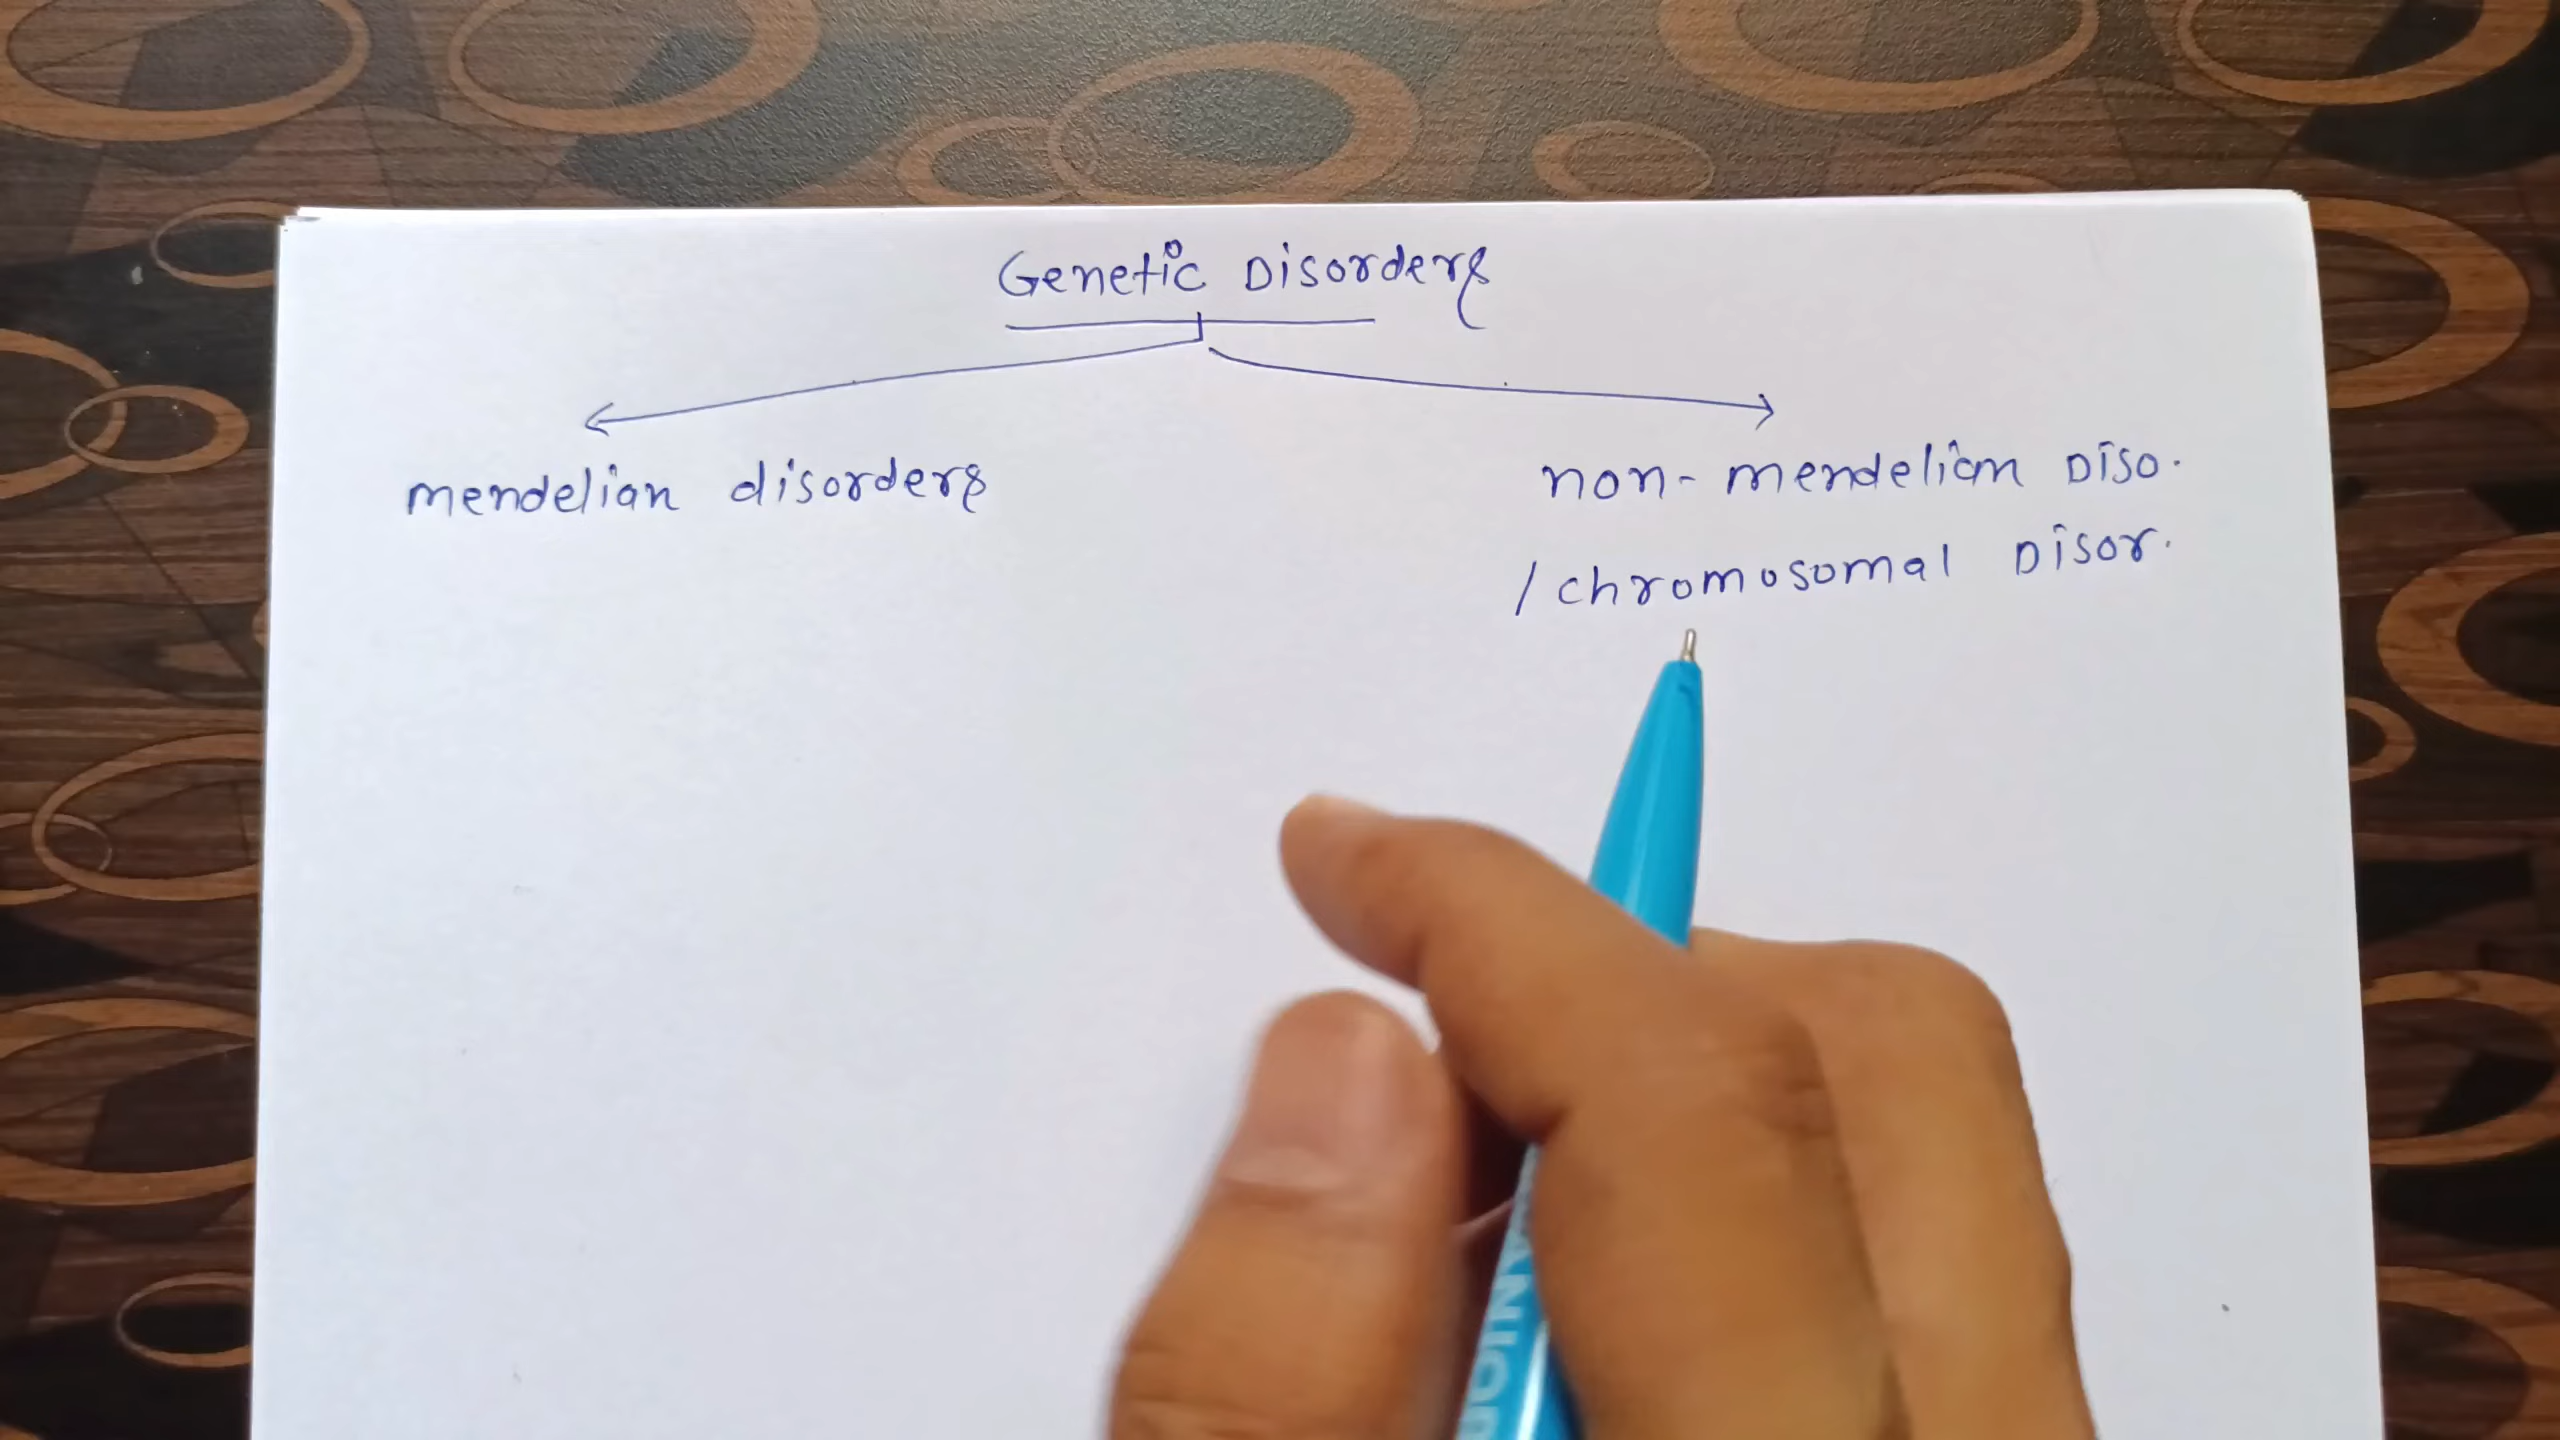 Genetic Disorders
mendelian disorders
non-mendelian Diso.
/chromosomal Disor.